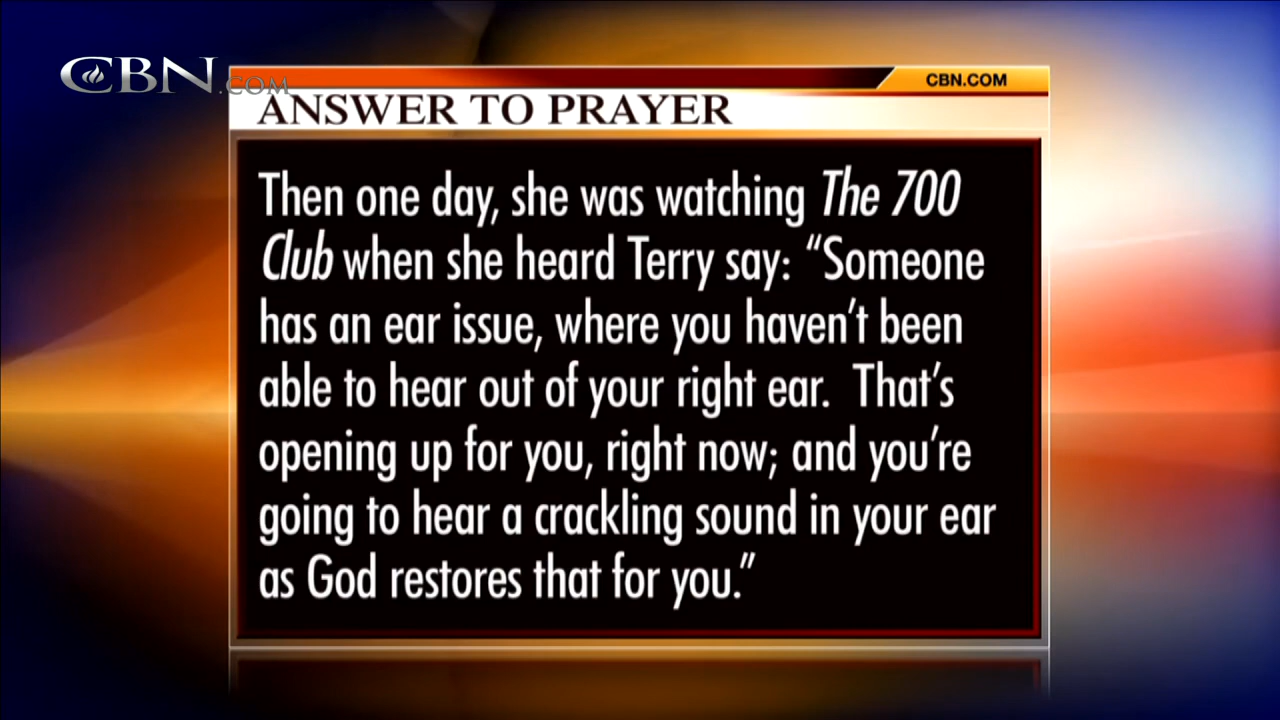 CBN.COM
CBN.COM
ANSWER TO PRAYER
Then one day, she was watching The 700
Club when she heard Terry say: “Someone
has an ear issue, where you haven’t been
able to hear out of your right ear.  That’s
opening up for you, right now; and you’re
going to hear a crackling sound in your ear
as God restores that for you.”